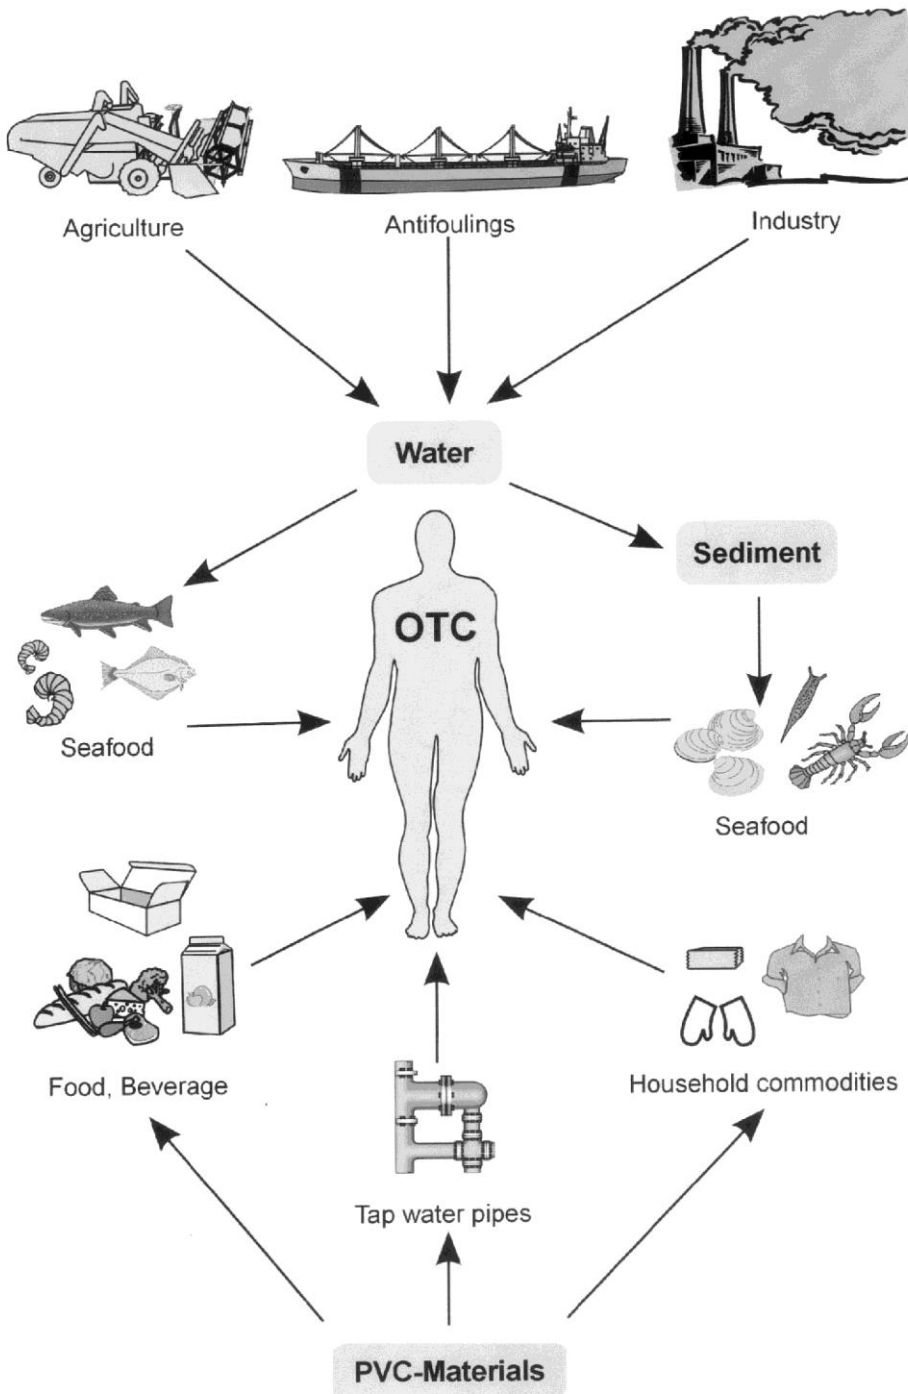 Agriculture
Antifoulings
Industry
Water
Sediment
OTC
Seafood
Seafood
Food, Beverage
Household commodities
Tap water pipes
PVC-Materials